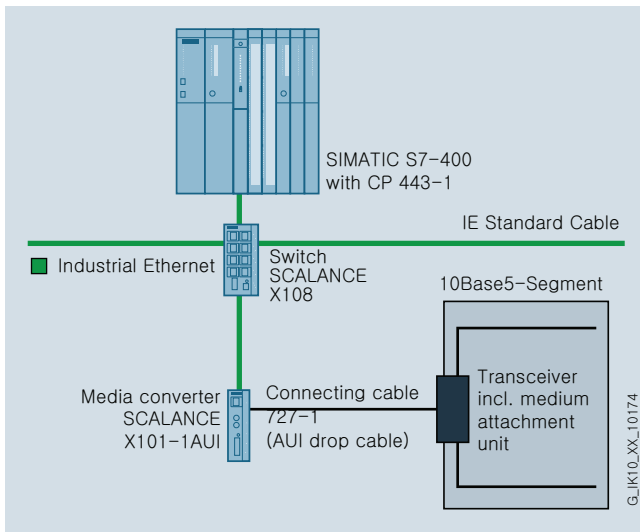 SIMATIC S7-400
with CP 443-1
IE Standard Cable
Industrial Ethernet
Switch
SCALANCE
X108
10Base5-Segment
Media converter
SCALANCE
X101-1AUI
Connecting cable
727-1
(AUI drop cable)
Transceiver
incl. medium
attachment
unit
G_IK10_XX_10174